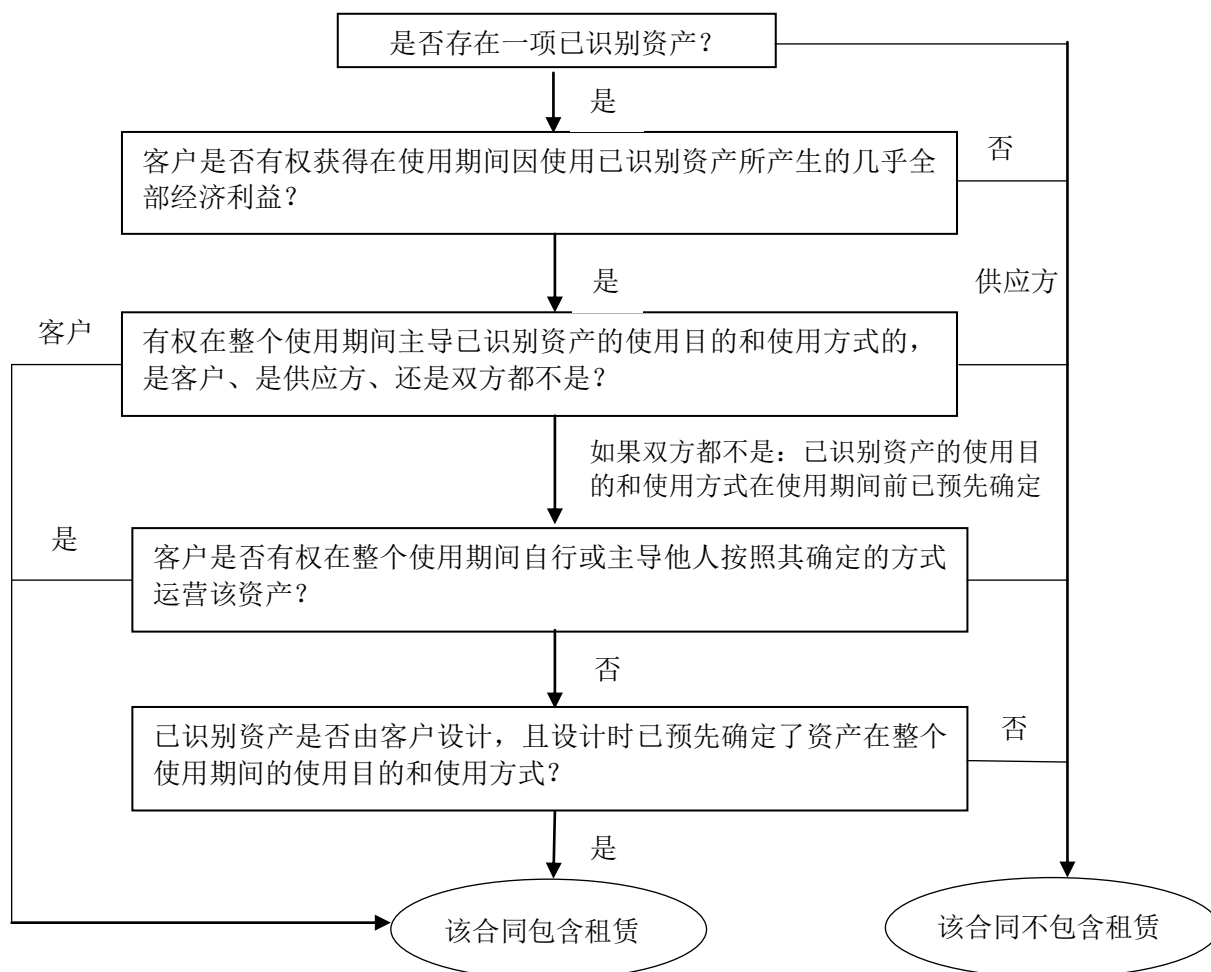 是否存在一项已识别资产？
是
客户是否有权获得在使用期间因使用已识别资产所产生的几乎全
部经济利益？
否
是
供应方
客户
有权在整个使用期间主导已识别资产的使用目的和使用方式的，
是客户、是供应方、还是双方都不是？
如果双方都不是：已识别资产的使用目
的和使用方式在使用期间前已预先确定
是
客户是否有权在整个使用期间自行或主导他人按照其确定的方式
运营该资产？
否
已识别资产是否由客户设计，且设计时已预先确定了资产在整个
使用期间的使用目的和使用方式？
否
是
该合同包含租赁
该合同不包含租赁